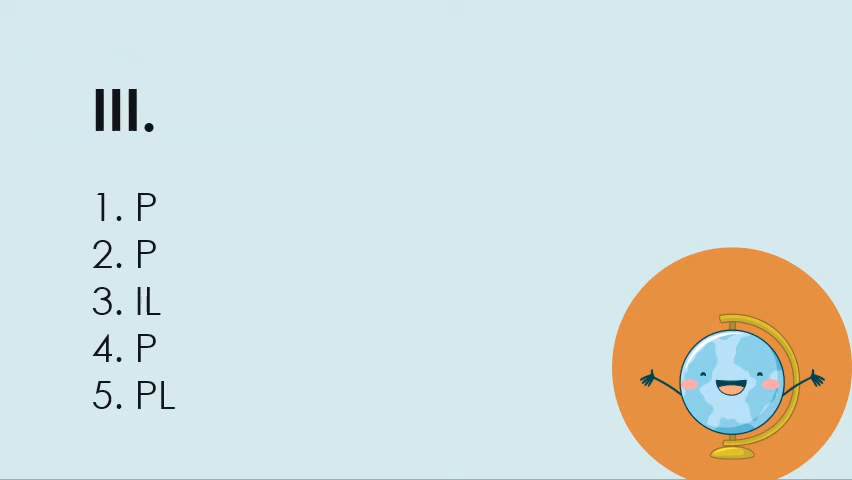 III.
1. P
2. P
3. IL
4. P
5. PL